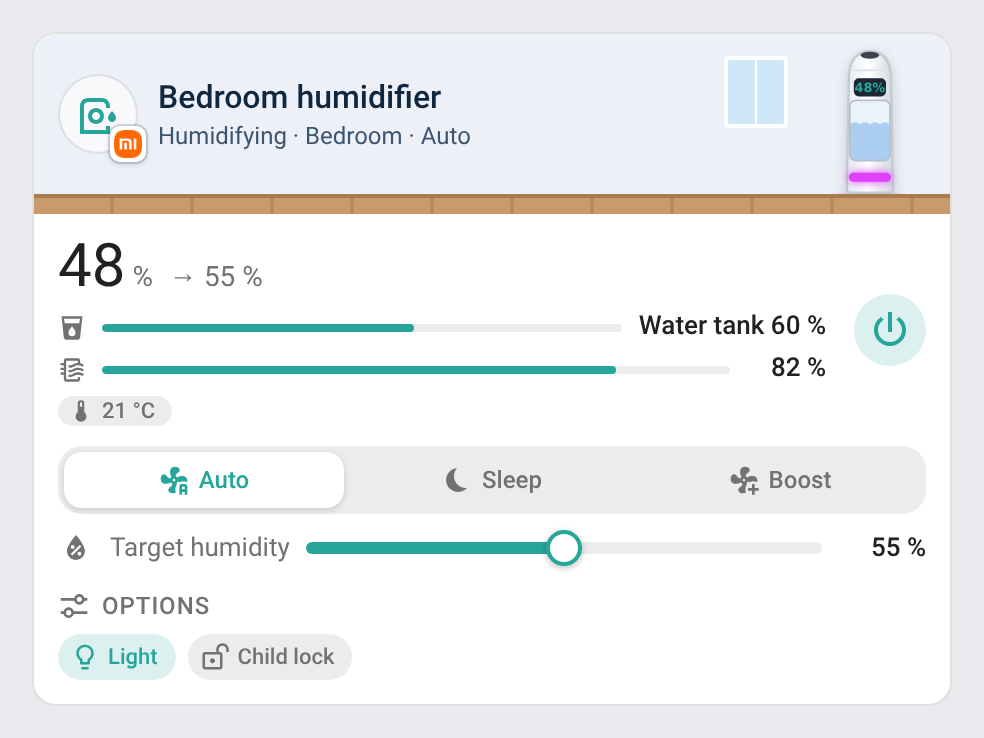 Bedroom humidifier
Humidifying · Bedroom · Auto
mi
48%
48 % → 55 %
Water tank 60 %
82 %
21 °C
Auto
Sleep
Boost
Target humidity
55 %
OPTIONS
Light
Child lock